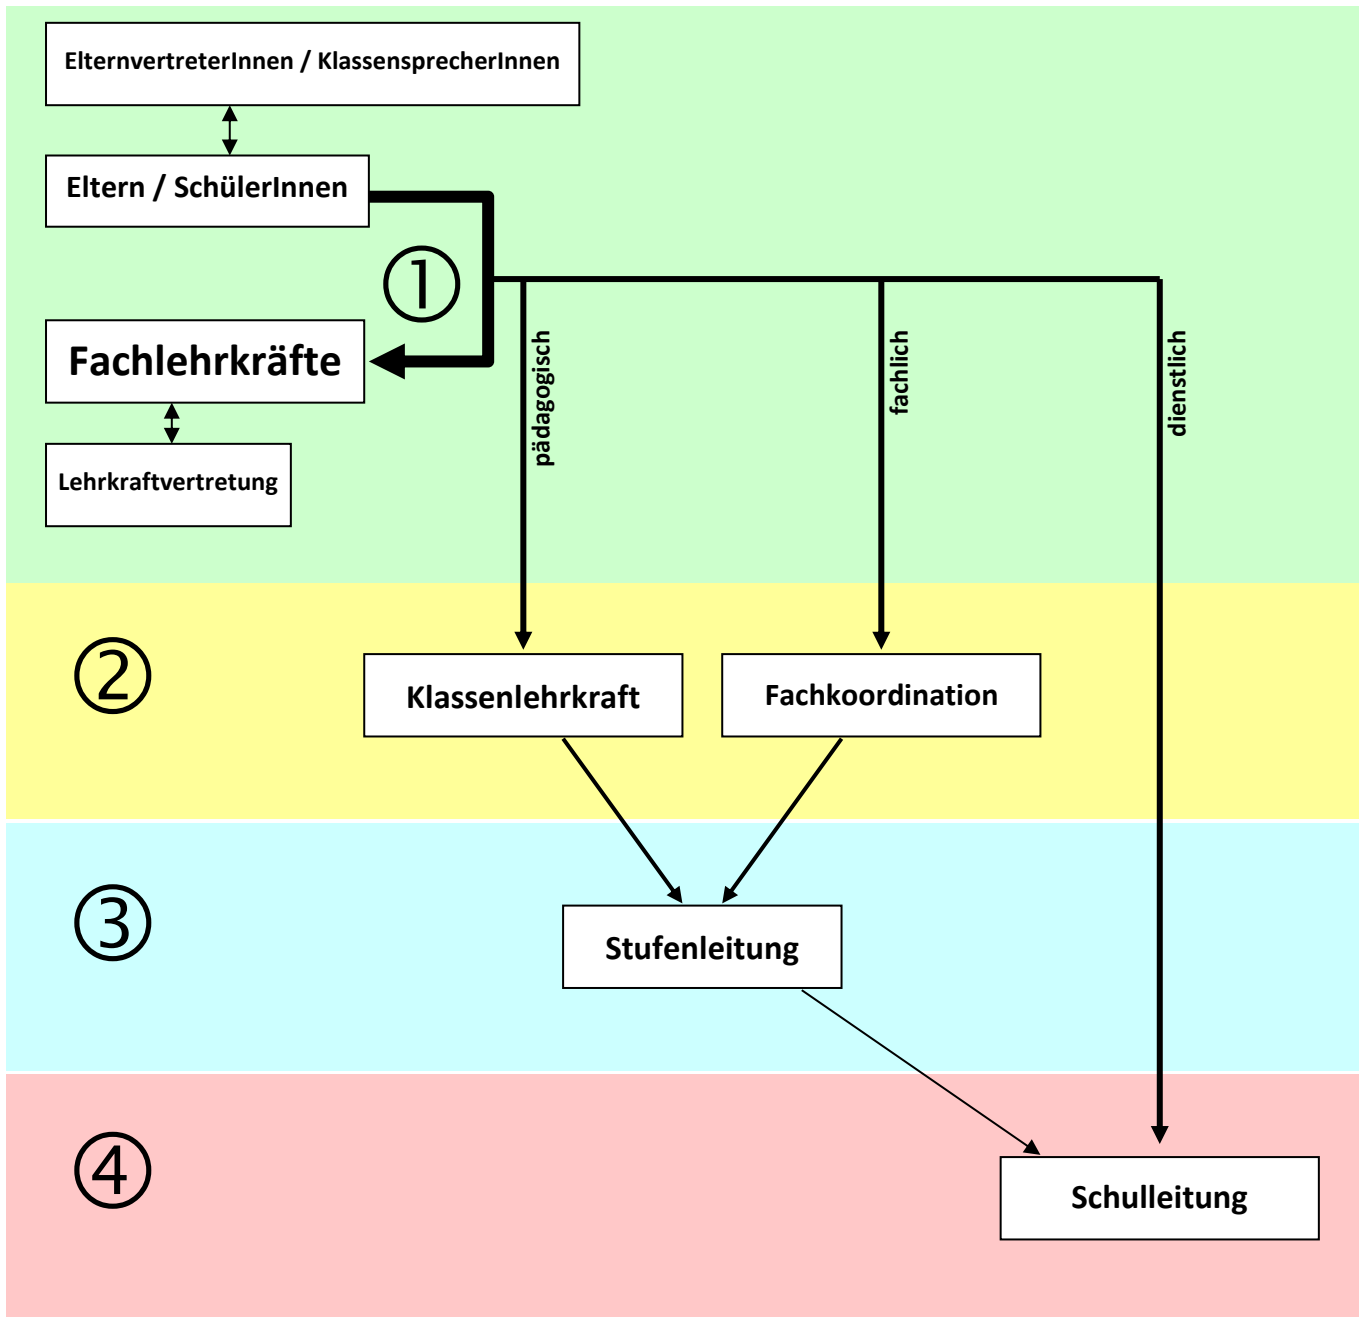 ElternvertreterInnen / KlassensprecherInnen
Eltern / SchülerInnen
①
Fachlehrkräfte
Lehrkraftvertretung
pädagogisch
fachlich
dienstlich
②
Klassenlehrkraft
Fachkoordination
③
Stufenleitung
④
Schulleitung